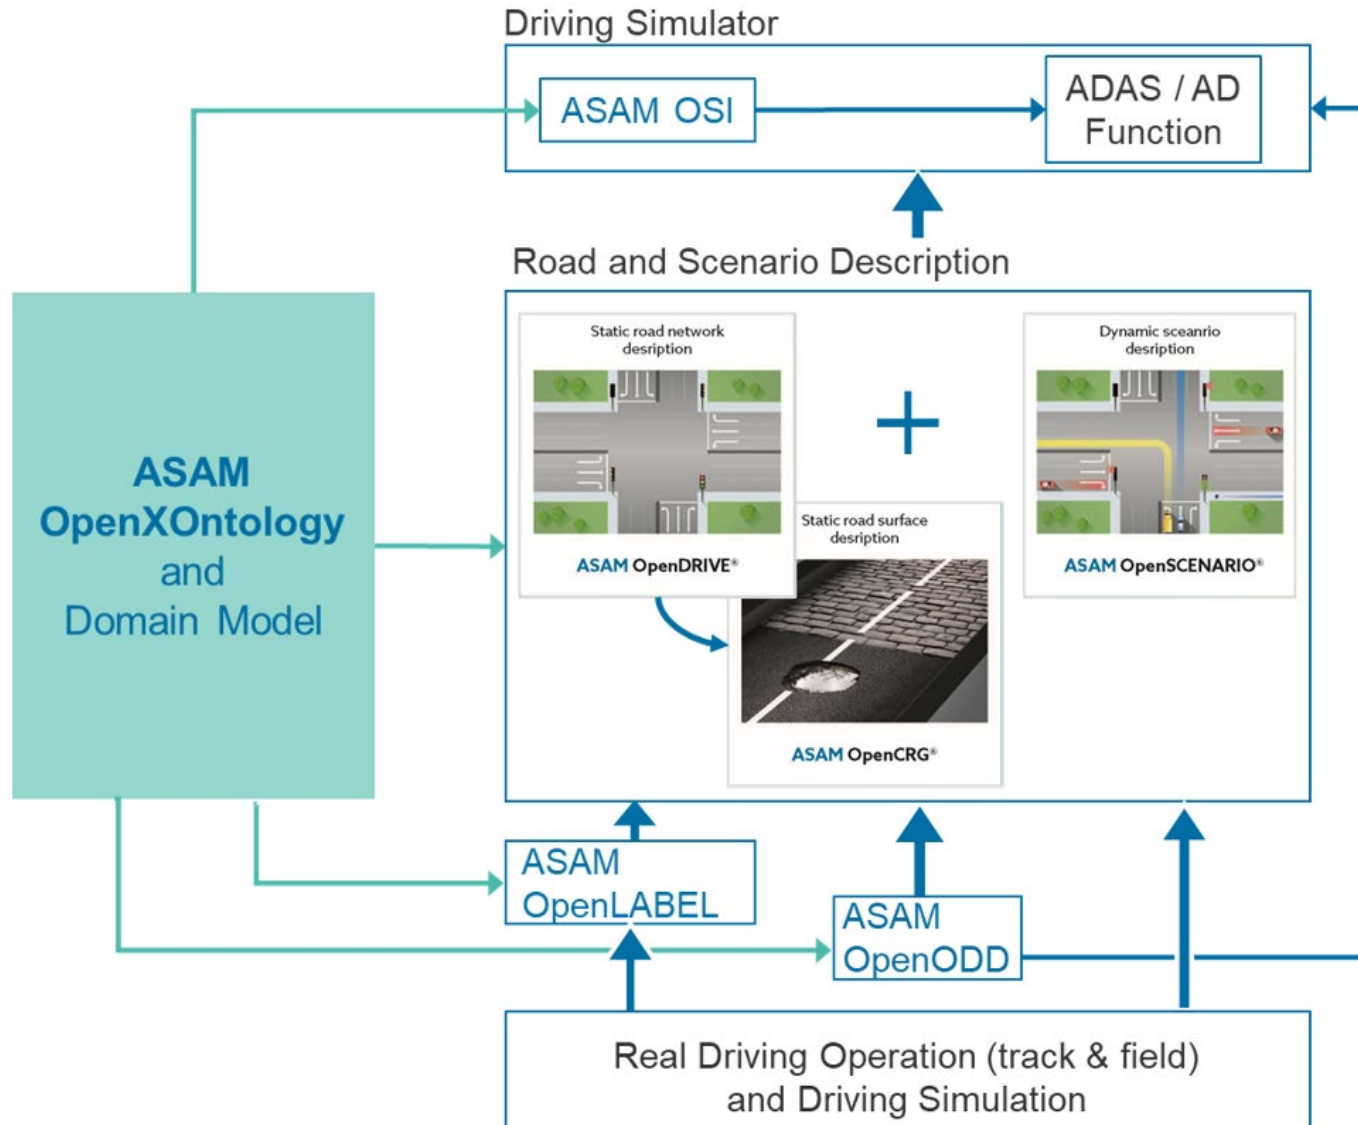 Driving Simulator
ASAM OSI
ADAS / AD
Function
Road and Scenario Description
Static road network
desription
ASAM OpenDRIVE®
Static road surface
desription
ASAM OpenCRG®
Dynamic sceanrio
desription
ASAM OpenSCENARIO®
ASAM
OpenXOntology
and
Domain Model
ASAM
OpenLABEL
ASAM
OpenODD
Real Driving Operation (track & field)
and Driving Simulation